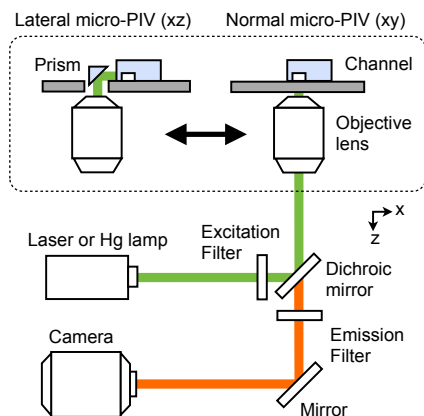 Lateral micro-PIV (xz)
Normal micro-PIV (xy)
Prism
Channel
Objective
lens
x
z
Laser or Hg lamp
Excitation
Filter
Dichroic
mirror
Camera
Emission
Filter
Mirror